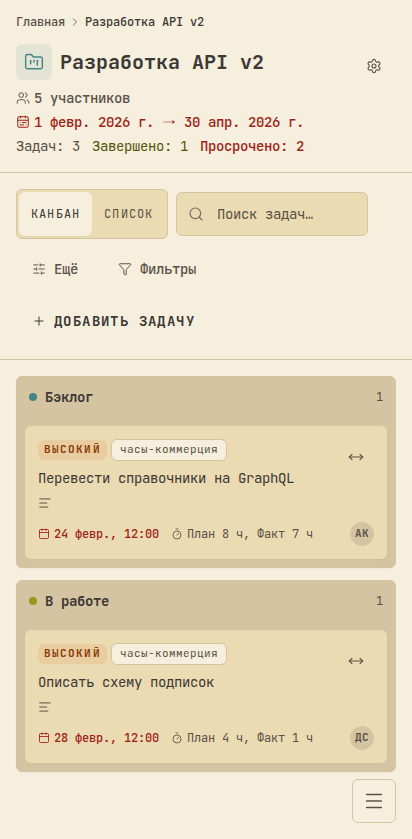 Главная > Разработка API v2
Разработка API v2
5 участников
1 февр. 2026 г. → 30 апр. 2026 г.
Задач: 3 Завершено: 1 Просрочено: 2
КАНБАН СПИСОК Поиск задач…
Ещё Фильтры
+ ДОБАВИТЬ ЗАДАЧУ
Бэклог 1
ВЫСОКИЙ часы-коммерция
Перевести справочники на GraphQL
24 февр., 12:00 План 8 ч, Факт 7 ч АК
В работе 1
ВЫСОКИЙ часы-коммерция
Описать схему подписок
28 февр., 12:00 План 4 ч, Факт 1 ч ДС